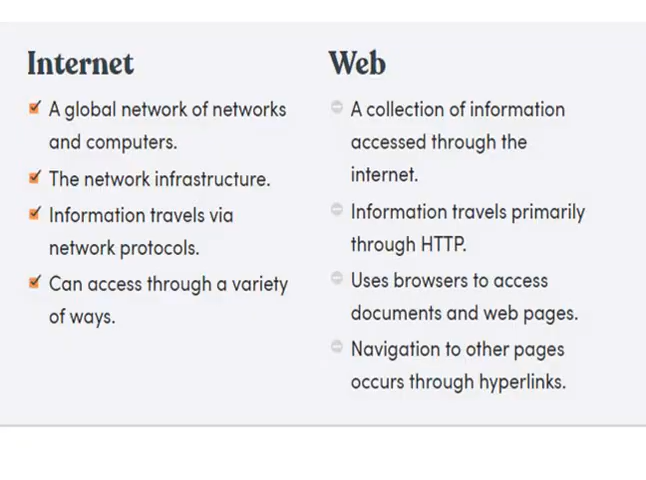 Internet
A global network of networks
and computers.
The network infrastructure.
Information travels via
network protocols.
Can access through a variety
of ways.
Web
A collection of information
accessed through the
internet.
Information travels primarily
through HTTP.
Uses browsers to access
documents and web pages.
Navigation to other pages
occurs through hyperlinks.